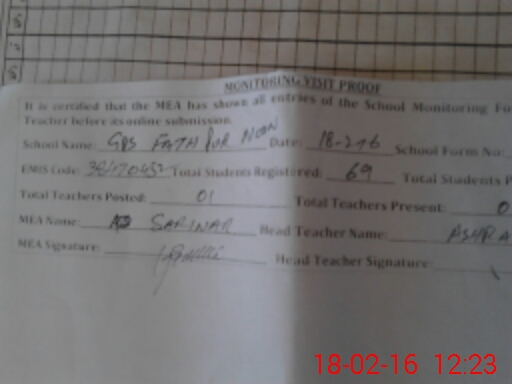 MONITORING VISIT PROOF
It is certified that the MEA has shown all entries of the School Monitoring Fo
Teacher before its online submission.
School Name: GPS FATH PUR NOON Date: 18-2-16 School Form No:
EMIS Code: Total Students Registered: 69 Total Students P
Total Teachers Posted: 01 Total Teachers Present: 0
MEA Name: SARINAR Head Teacher Name: ASHRA
MEA Signature: Head Teacher Signature:
18-02-16 12:23